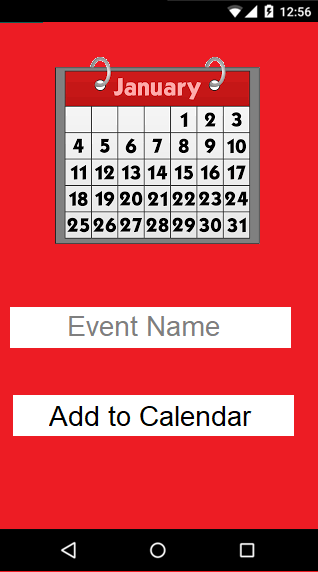 12:56
January
1 2 3
4 5 6 7 8 9 10
11 12 13 14 15 16 17
18 19 20 21 22 23 24
25 26 27 28 29 30 31
Event Name
Add to Calendar